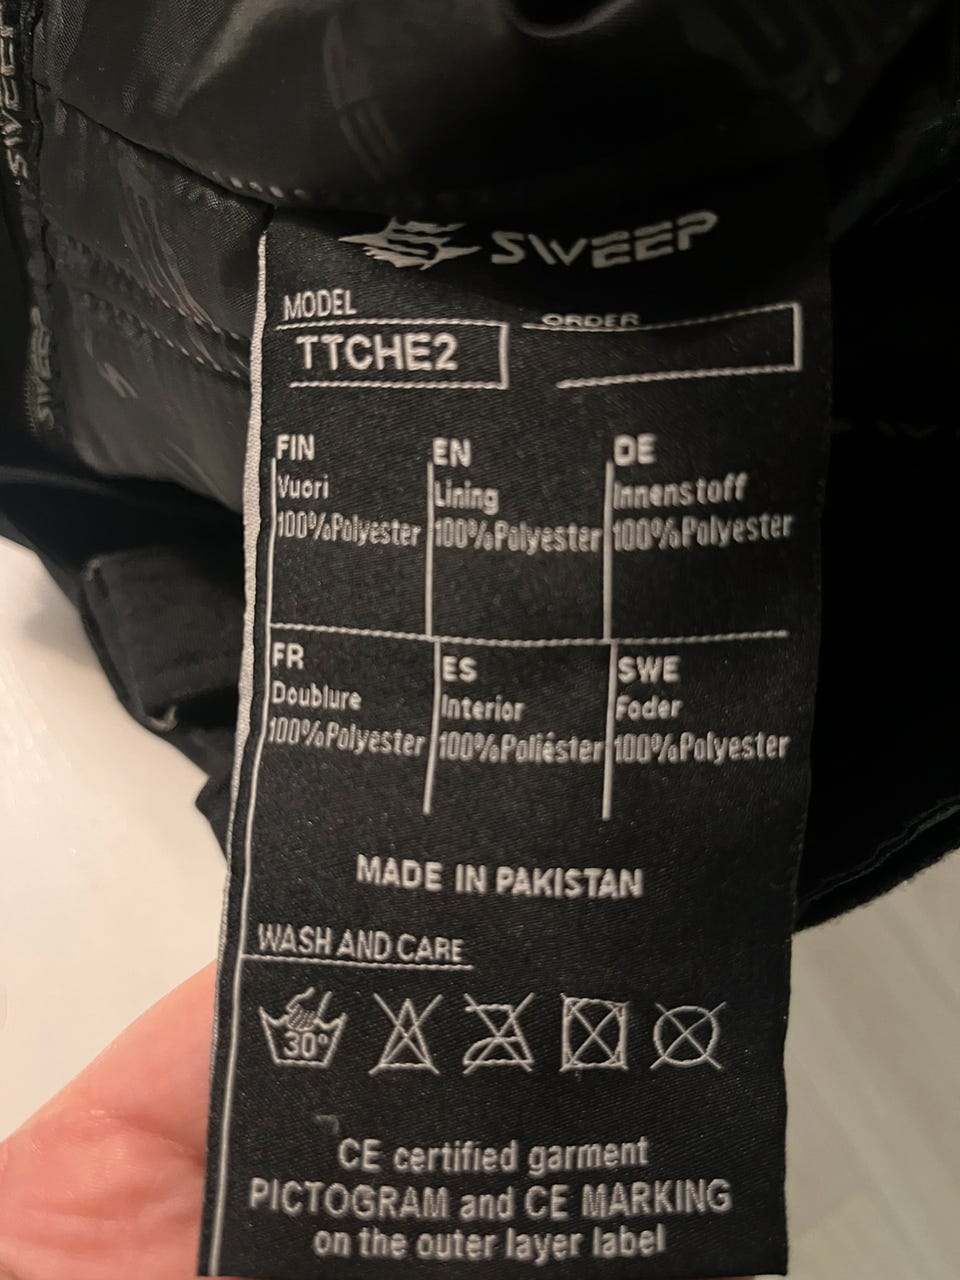 SWEEP
MODEL
ORDER
TTCHE2
FIN
Vuori
100%Polyester
EN
Lining
100%Polyester
DE
Innenstoff
100%Polyester
FR
Doublure
100%Polyester
ES
Interior
100%Poliéster
SWE
Foder
100%Polyester
MADE IN PAKISTAN
WASH AND CARE
30°
CE certified garment
PICTOGRAM and CE MARKING
on the outer layer label
SWEEP
SWEEP